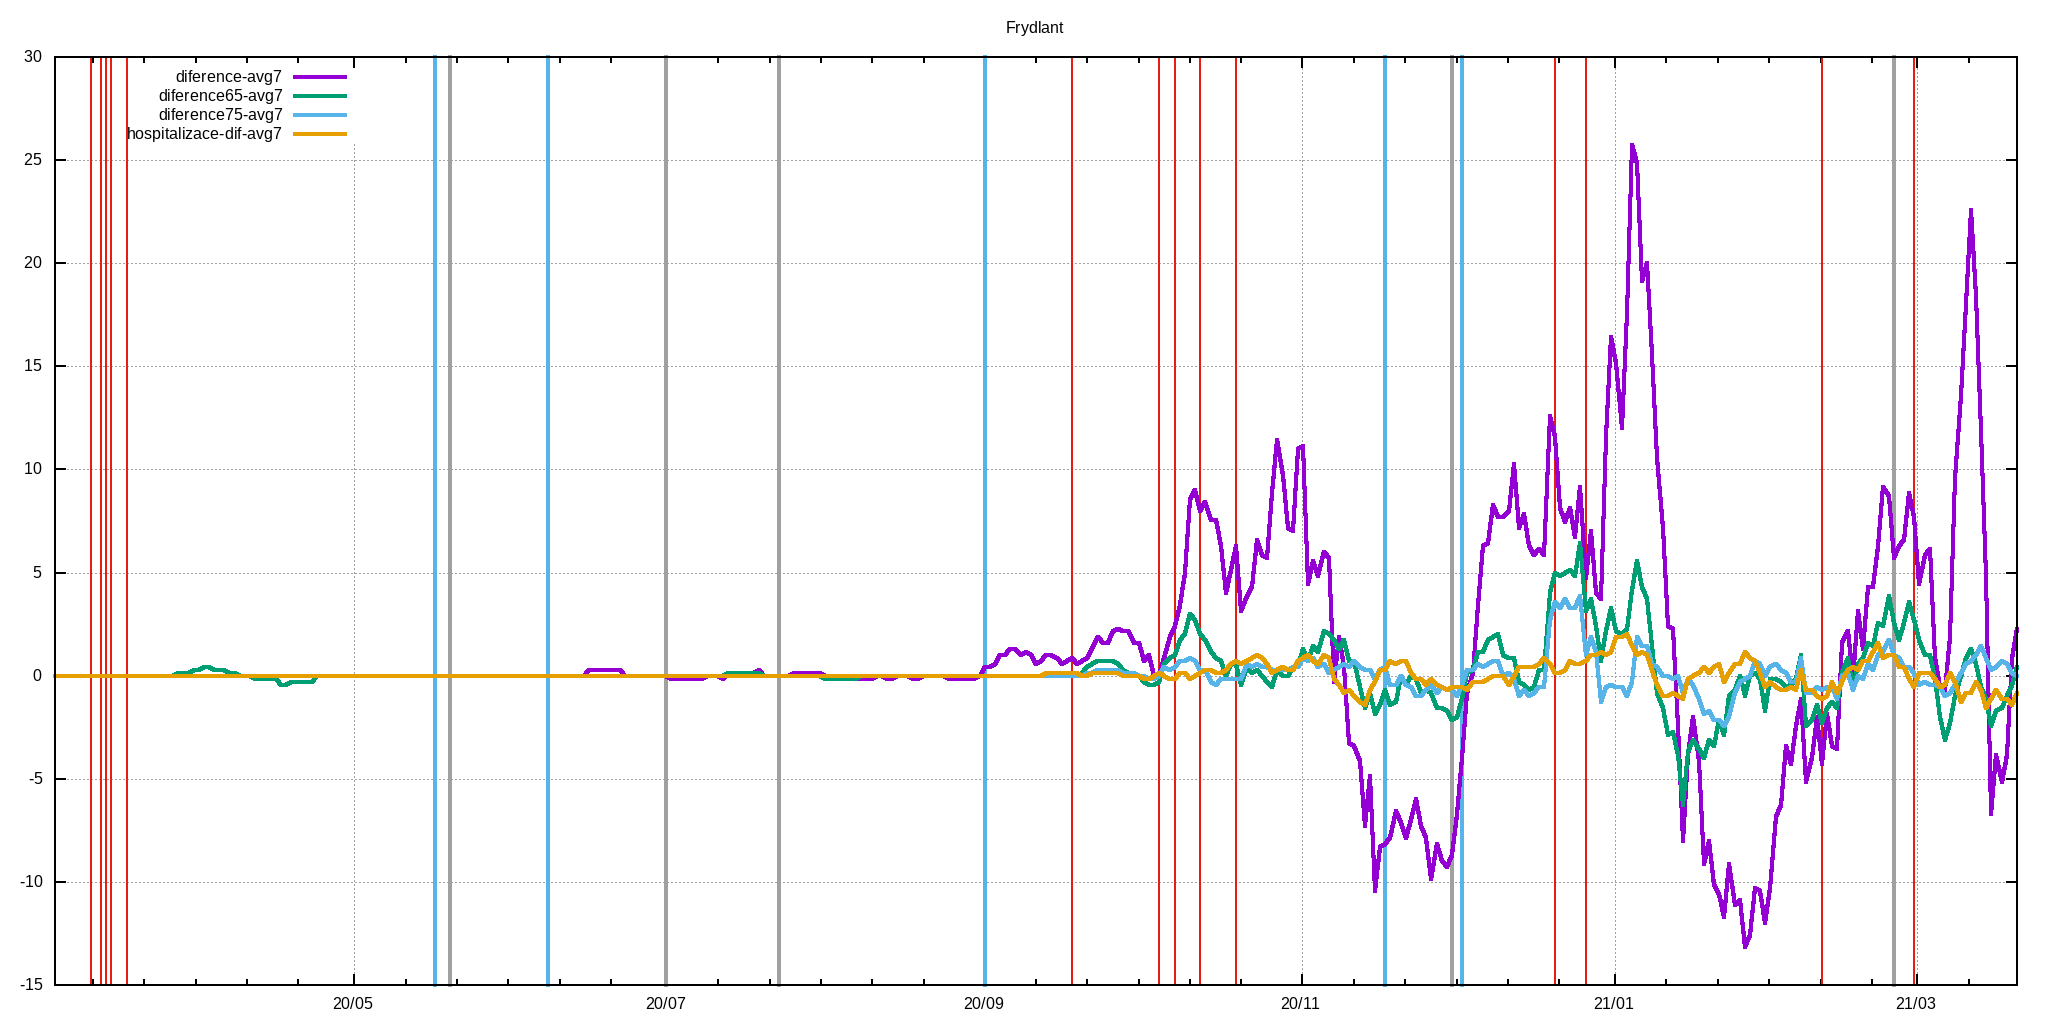 Frydlant
diference-avg7
diference65-avg7
diference75-avg7
hospitalizace-dif-avg7
30
25
20
15
10
5
0
-5
-10
-15
20/05 20/07 20/09 20/11 21/01 21/03